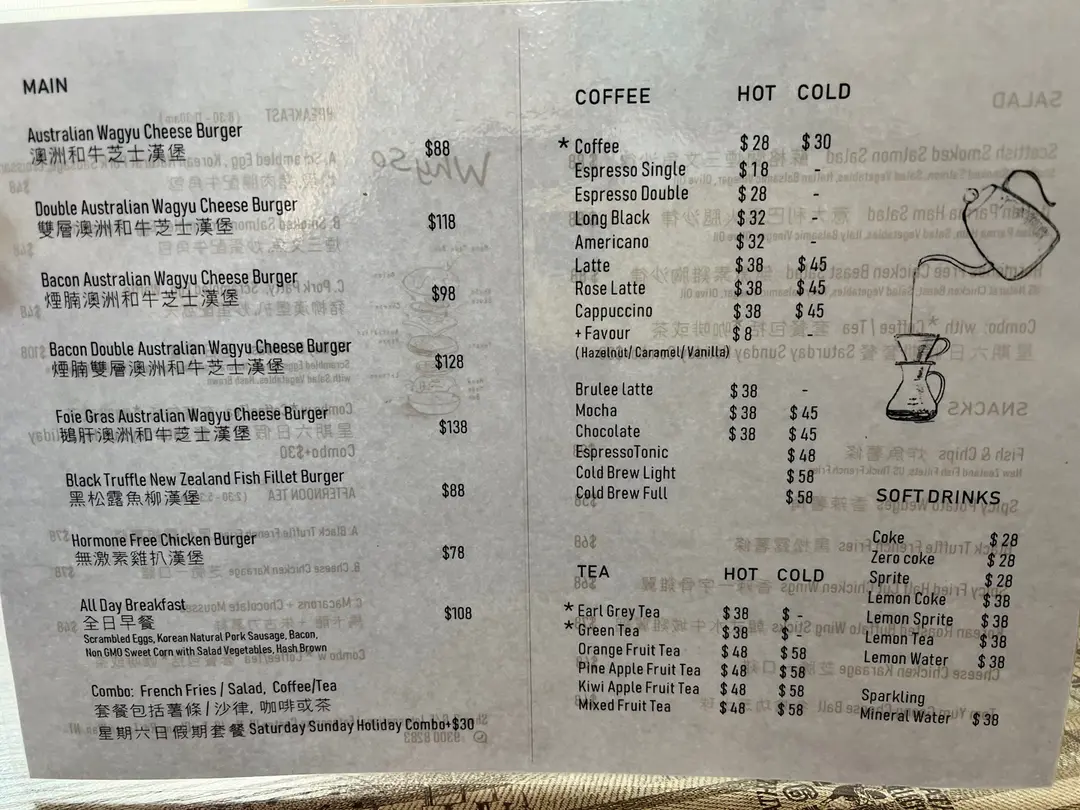 MAIN
Australian Wagyu Cheese Burger $88
澳洲和牛芝士漢堡
Double Australian Wagyu Cheese Burger $118
雙層澳洲和牛芝士漢堡
Bacon Australian Wagyu Cheese Burger $98
煙腩澳洲和牛芝士漢堡
Bacon Double Australian Wagyu Cheese Burger $128
煙腩雙層澳洲和牛芝士漢堡
Foie Gras Australian Wagyu Cheese Burger $138
鵝肝澳洲和牛芝士漢堡
Black Truffle New Zealand Fish Fillet Burger $88
黑松露魚柳漢堡
Hormone Free Chicken Burger $78
無激素雞扒漢堡
All Day Breakfast $108
全日早餐
Scrambled Eggs, Korean Natural Pork Sausage, Bacon,
Non GMO Sweet Corn with Salad Vegetables, Hash Brown
Combo: French Fries / Salad, Coffee/Tea
套餐包括薯條/沙律, 咖啡或茶
星期六日假期套餐 Saturday Sunday Holiday Combo+$30
COFFEE HOT COLD
* Coffee $28 $30
Espresso Single $18 -
Espresso Double $28 -
Long Black $32 -
Americano $32 -
Latte $38 $45
Rose Latte $38 $45
Cappuccino $38 $45
+Favour $8 -
(Hazelnut/ Caramel/ Vanilla)
Brulee latte $38 -
Mocha $38 $45
Chocolate $38 $45
EspressoTonic $48
Cold Brew Light $58
Cold Brew Full $58
TEA HOT COLD
* Earl Grey Tea $38 $-
* Green Tea $38 $-
Orange Fruit Tea $48 $58
Pine Apple Fruit Tea $48 $58
Kiwi Apple Fruit Tea $48 $58
Mixed Fruit Tea $48 $58
SOFT DRINKS
Coke $28
Zero coke $28
Sprite $28
Lemon Coke $38
Lemon Sprite $38
Lemon Tea $38
Lemon Water $38
Sparkling
Mineral Water $38